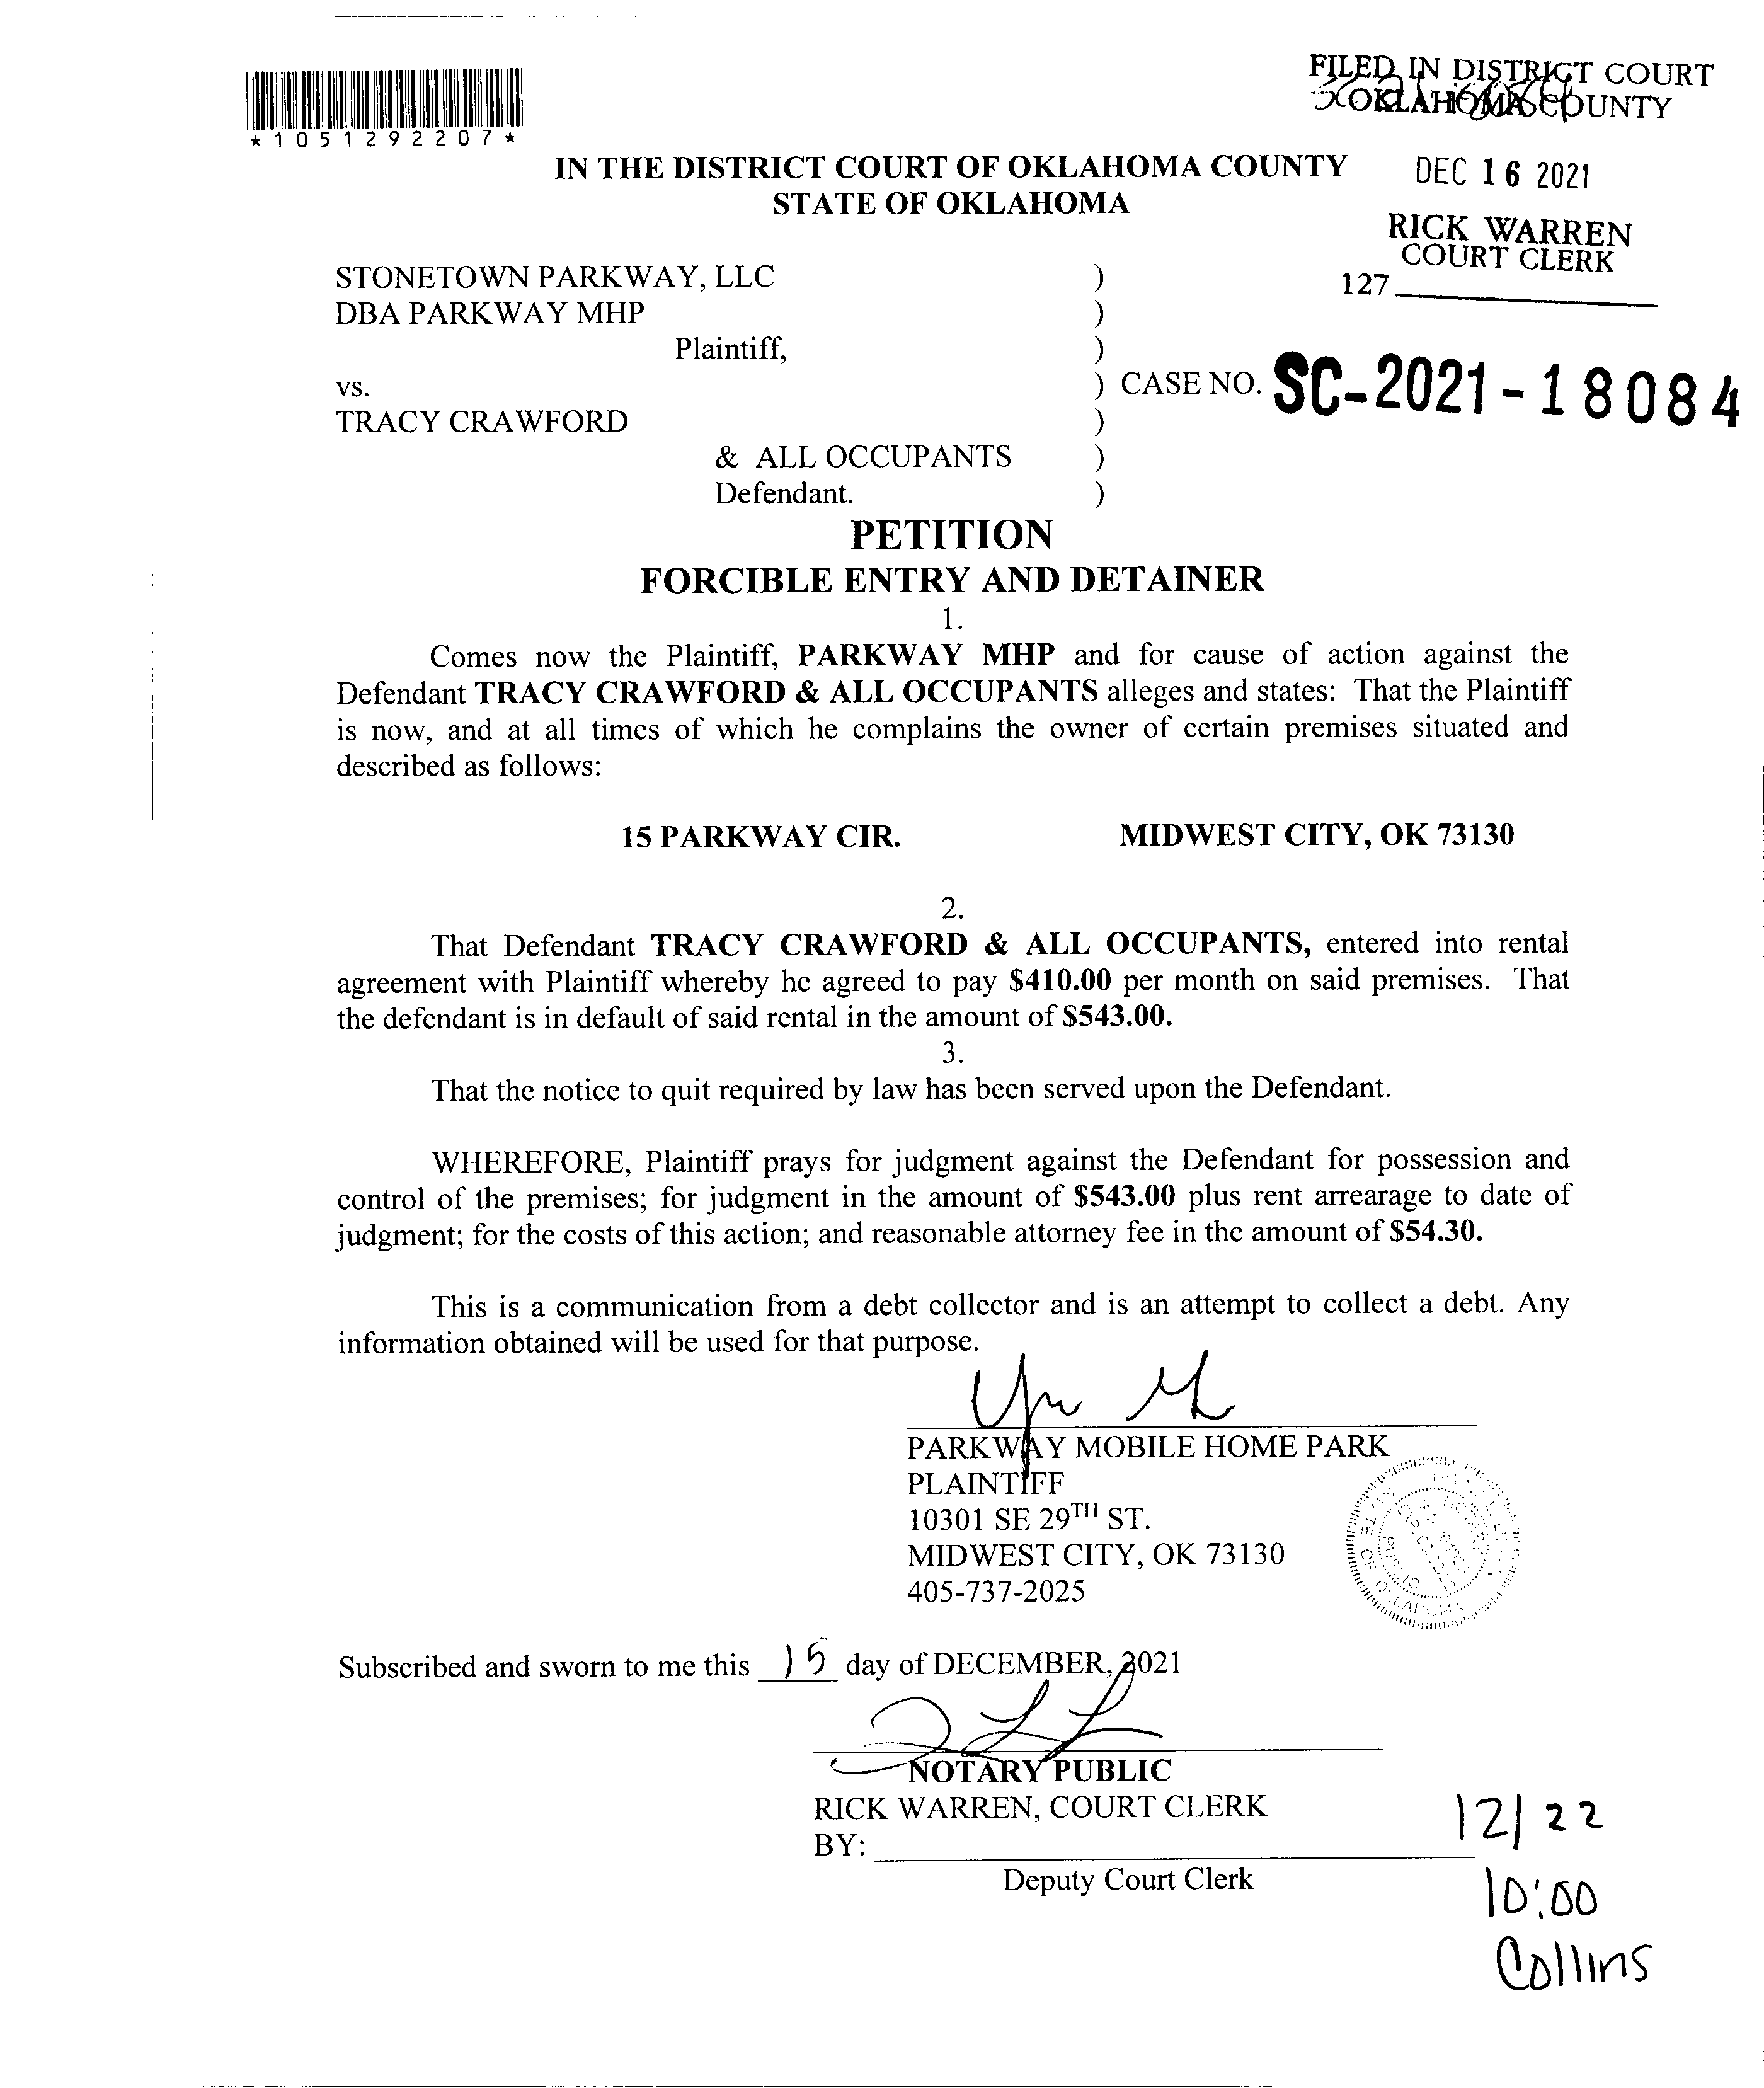 *1051292207*
FILED IN DISTRICT COURT
OKLAHOMA COUNTY
DEC 16 2021
RICK WARREN
COURT CLERK
127
IN THE DISTRICT COURT OF OKLAHOMA COUNTY
STATE OF OKLAHOMA
STONETOWN PARKWAY, LLC )
DBA PARKWAY MHP )
Plaintiff, )
vs. ) CASE NO. SC-2021-18084
TRACY CRAWFORD )
& ALL OCCUPANTS )
Defendant. )
PETITION
FORCIBLE ENTRY AND DETAINER
1.
Comes now the Plaintiff, PARKWAY MHP and for cause of action against the
Defendant TRACY CRAWFORD & ALL OCCUPANTS alleges and states: That the Plaintiff
is now, and at all times of which he complains the owner of certain premises situated and
described as follows:
15 PARKWAY CIR. MIDWEST CITY, OK 73130
2.
That Defendant TRACY CRAWFORD & ALL OCCUPANTS, entered into rental
agreement with Plaintiff whereby he agreed to pay $410.00 per month on said premises. That
the defendant is in default of said rental in the amount of $543.00.
3.
That the notice to quit required by law has been served upon the Defendant.
WHEREFORE, Plaintiff prays for judgment against the Defendant for possession and
control of the premises; for judgment in the amount of $543.00 plus rent arrearage to date of
judgment; for the costs of this action; and reasonable attorney fee in the amount of $54.30.
This is a communication from a debt collector and is an attempt to collect a debt. Any
information obtained will be used for that purpose.
PARKWAY MOBILE HOME PARK
PLAINTIFF
10301 SE 29TH ST.
MIDWEST CITY, OK 73130
405-737-2025
Subscribed and sworn to me this 15 day of DECEMBER, 2021
NOTARY PUBLIC
RICK WARREN, COURT CLERK
BY:
Deputy Court Clerk
12/22
10:00
Collins